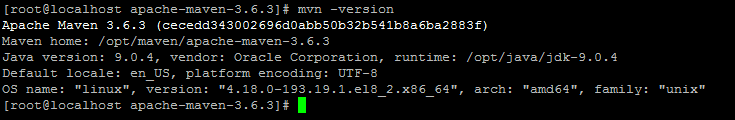 [root@localhost apache-maven-3.6.3]# mvn -version
Apache Maven 3.6.3 (cecedd343002696d0abb50b32b541b8a6ba2883f)
Maven home: /opt/maven/apache-maven-3.6.3
Java version: 9.0.4, vendor: Oracle Corporation, runtime: /opt/java/jdk-9.0.4
Default locale: en_US, platform encoding: UTF-8
OS name: "linux", version: "4.18.0-193.19.1.el8_2.x86_64", arch: "amd64", family: "unix"
[root@localhost apache-maven-3.6.3]#